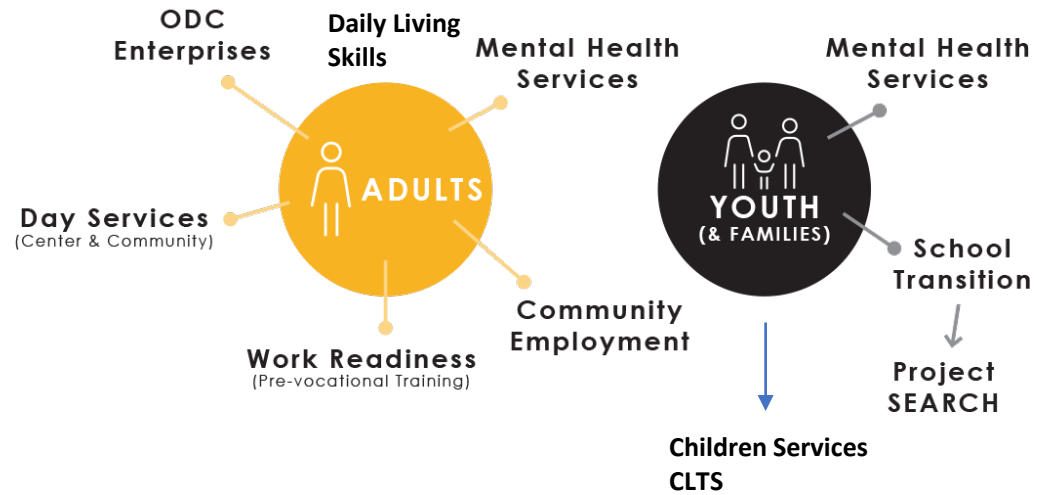 ODC
Enterprises
Daily Living
Skills
Mental Health
Services
ADULTS
Day Services
(Center & Community)
Work Readiness
(Pre-vocational Training)
Community
Employment
Mental Health
Services
YOUTH
(& FAMILIES)
School
Transition
Project
SEARCH
Children Services
CLTS